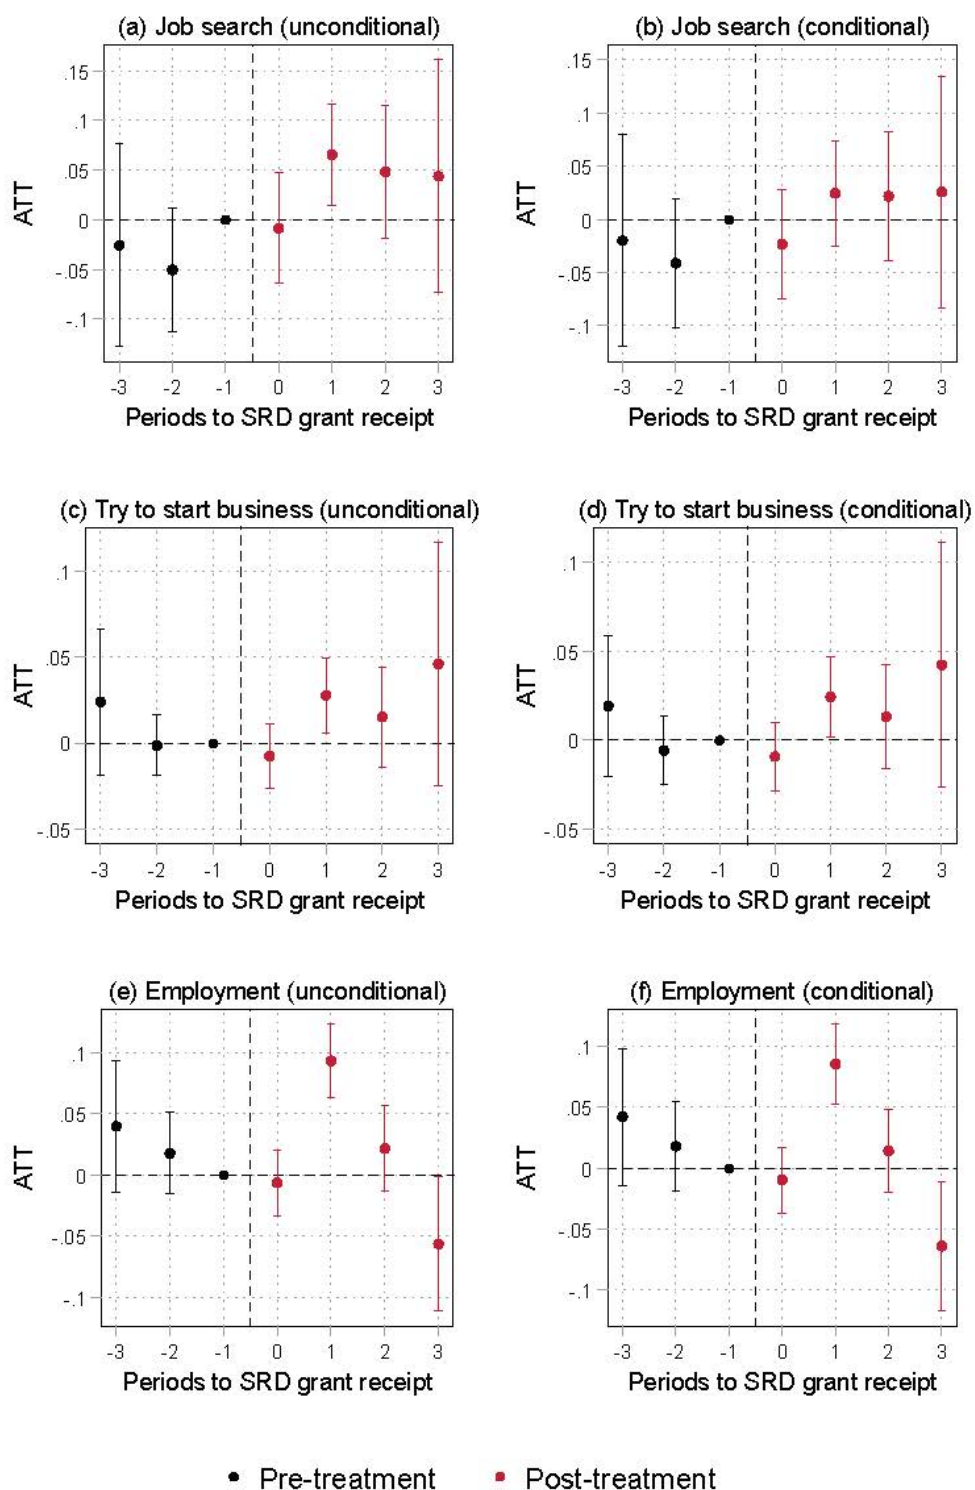 (a) Job search (unconditional)
.15
.1
.05
0
-.05
-.1
ATT
-3 -2 -1 0 1 2 3
Periods to SRD grant receipt
(b) Job search (conditional)
.15
.1
.05
0
-.05
-.1
ATT
-3 -2 -1 0 1 2 3
Periods to SRD grant receipt
(c) Try to start business (unconditional)
.1
.05
0
-.05
ATT
-3 -2 -1 0 1 2 3
Periods to SRD grant receipt
(d) Try to start business (conditional)
.1
.05
0
-.05
ATT
-3 -2 -1 0 1 2 3
Periods to SRD grant receipt
(e) Employment (unconditional)
.1
.05
0
-.05
-.1
ATT
-3 -2 -1 0 1 2 3
Periods to SRD grant receipt
(f) Employment (conditional)
.1
.05
0
-.05
-.1
ATT
-3 -2 -1 0 1 2 3
Periods to SRD grant receipt
Pre-treatment
Post-treatment